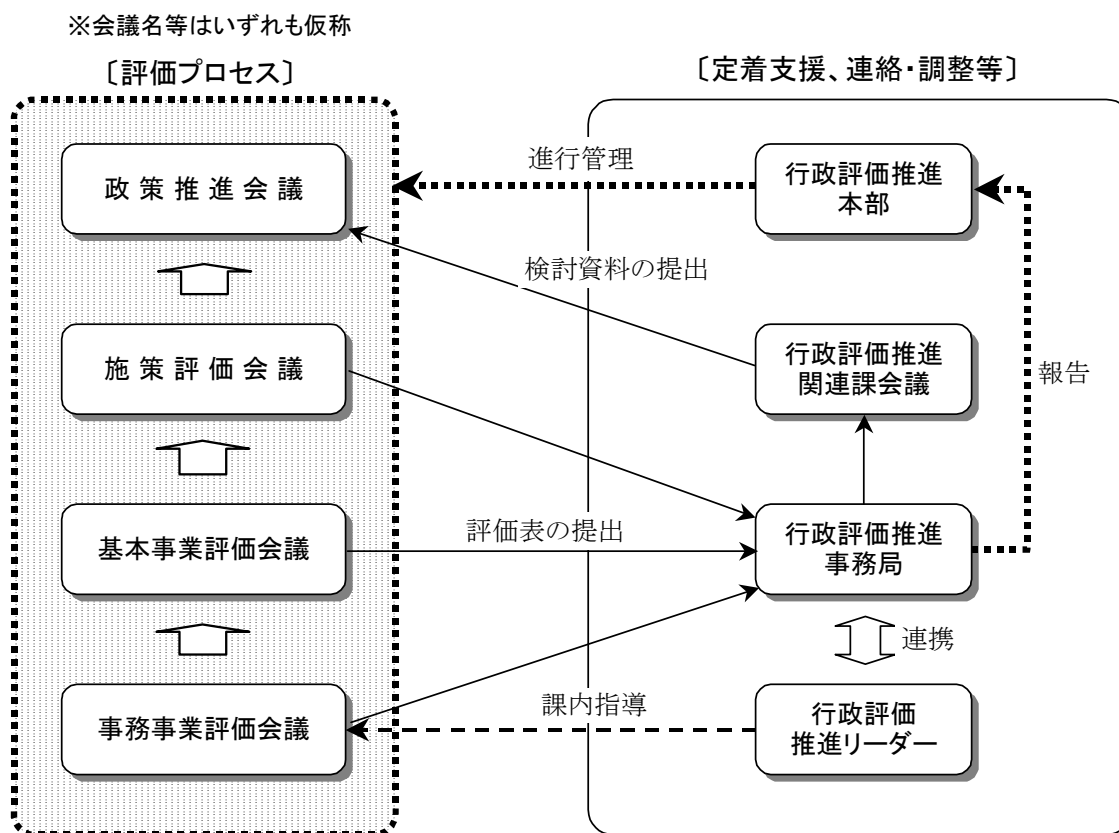 ※会議名等はいずれも仮称
〔評価プロセス〕
〔定着支援、連絡・調整等〕
政策推進会議
進行管理
行政評価推進
本部
検討資料の提出
施策評価会議
行政評価推進
関連課会議
報告
基本事業評価会議
評価表の提出
行政評価推進
事務局
連携
事務事業評価会議
課内指導
行政評価
推進リーダー